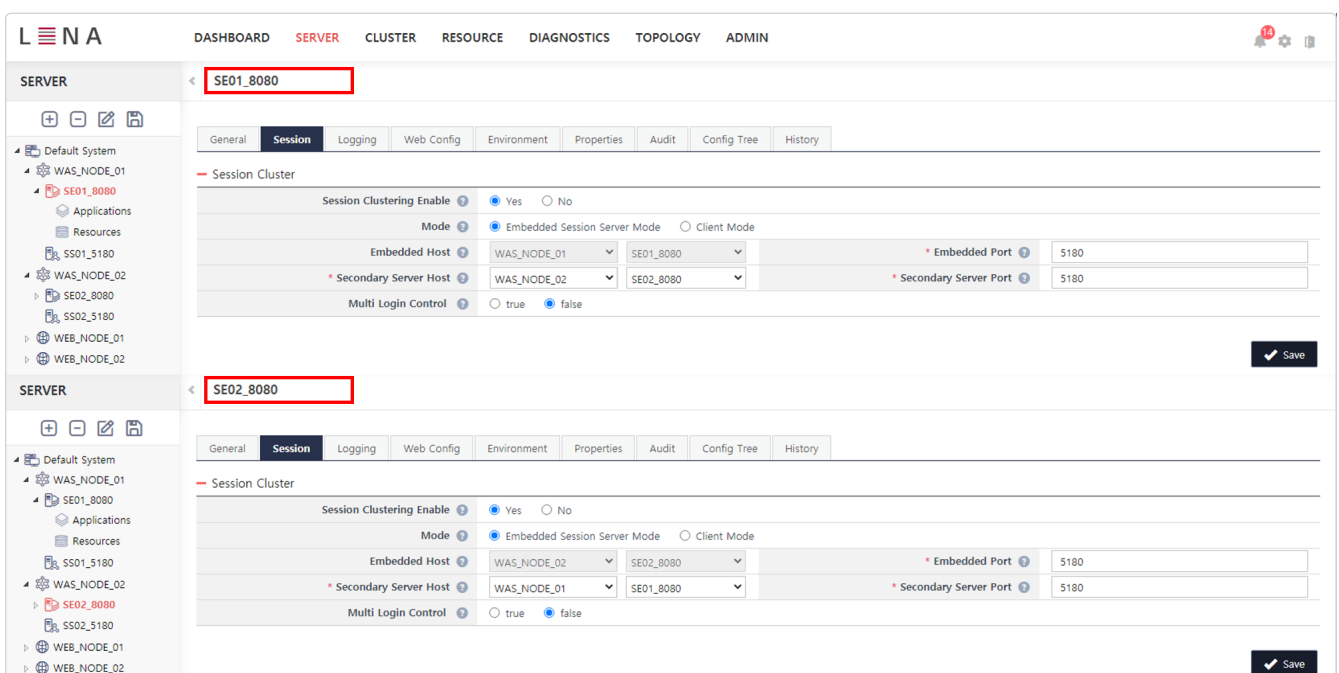 LENA
DASHBOARD SERVER CLUSTER RESOURCE DIAGNOSTICS TOPOLOGY ADMIN
14
SERVER
SE01_8080
Default System
WAS_NODE_01
SE01_8080
Applications
Resources
SS01_5180
WAS_NODE_02
SE02_8080
SS02_5180
WEB_NODE_01
WEB_NODE_02
General Session Logging Web Config Environment Properties Audit Config Tree History
Session Cluster
Session Clustering Enable ? Yes No
Mode ? Embedded Session Server Mode Client Mode
Embedded Host ? WAS_NODE_01 SE01_8080 * Embedded Port ? 5180
* Secondary Server Host ? WAS_NODE_02 SE02_8080 * Secondary Server Port ? 5180
Multi Login Control ? true false
Save
SERVER
SE02_8080
Default System
WAS_NODE_01
SE01_8080
Applications
Resources
SS01_5180
WAS_NODE_02
SE02_8080
SS02_5180
WEB_NODE_01
WEB_NODE_02
General Session Logging Web Config Environment Properties Audit Config Tree History
Session Cluster
Session Clustering Enable ? Yes No
Mode ? Embedded Session Server Mode Client Mode
Embedded Host ? WAS_NODE_02 SE02_8080 * Embedded Port ? 5180
* Secondary Server Host ? WAS_NODE_01 SE01_8080 * Secondary Server Port ? 5180
Multi Login Control ? true false
Save